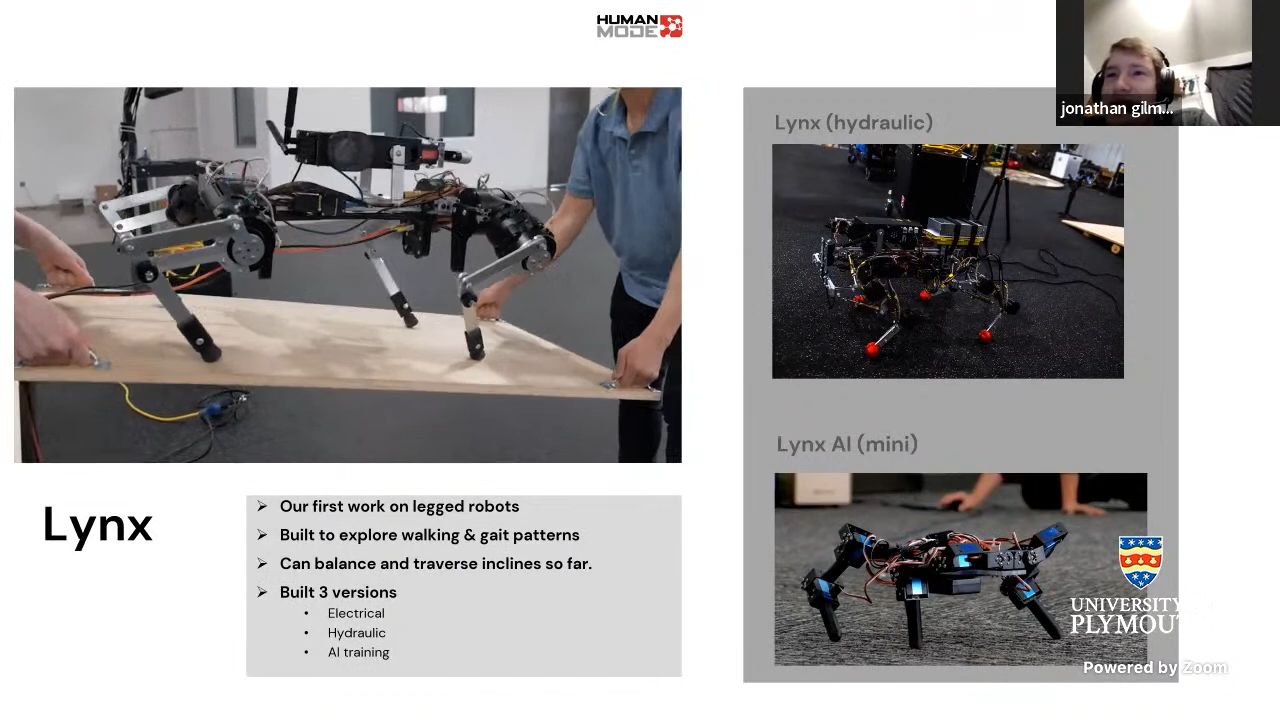 HUMAN
MODE
jonathan gilm...
Lynx (hydraulic)
Lynx AI (mini)
Lynx
➢ Our first work on legged robots
➢ Built to explore walking & gait patterns
➢ Can balance and traverse inclines so far.
➢ Built 3 versions
• Electrical
• Hydraulic
• AI training
UNIVERSITY
PLYMOUT
Powered by Zoom